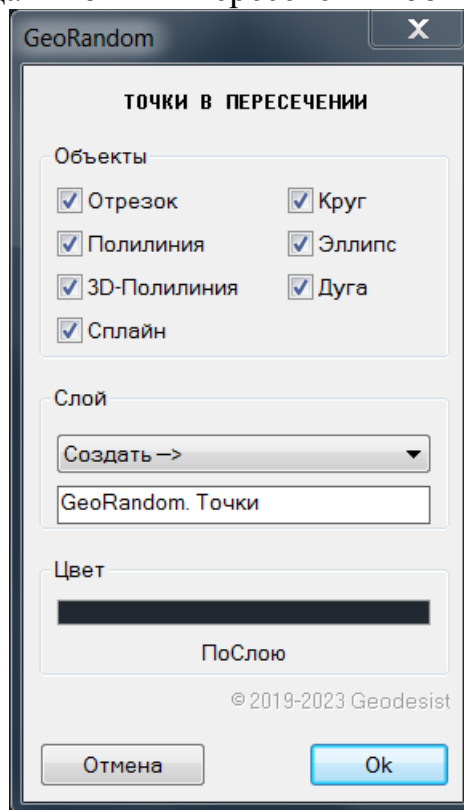 GeoRandom
ТОЧКИ В ПЕРЕСЕЧЕНИИ
Объекты
Отрезок
Круг
Полилиния
Эллипс
3D-Полилиния
Дуга
Сплайн
Слой
Создать–>
GeoRandom. Точки
Цвет
ПоСлою
© 2019-2023 Geodesist
Отмена
Ok